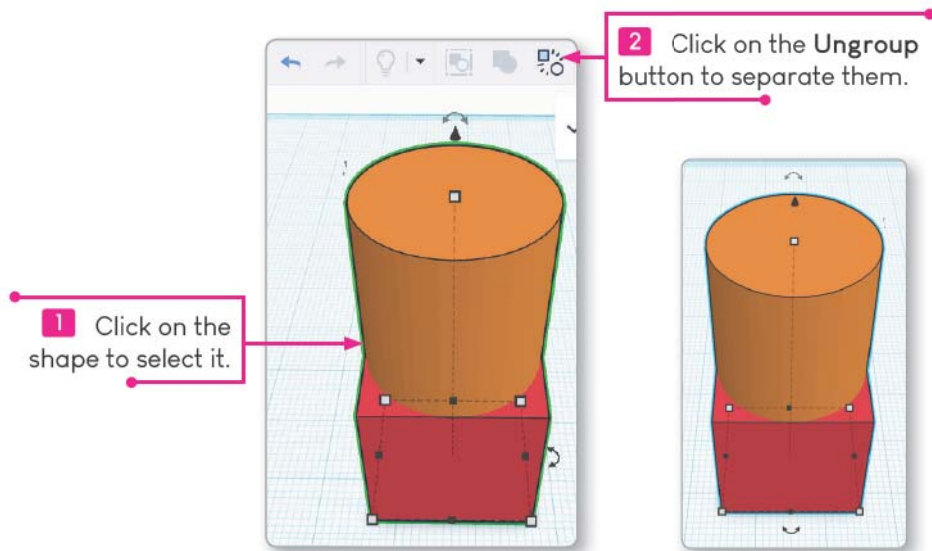 1 Click on the
shape to select it.
2 Click on the Ungroup
button to separate them.